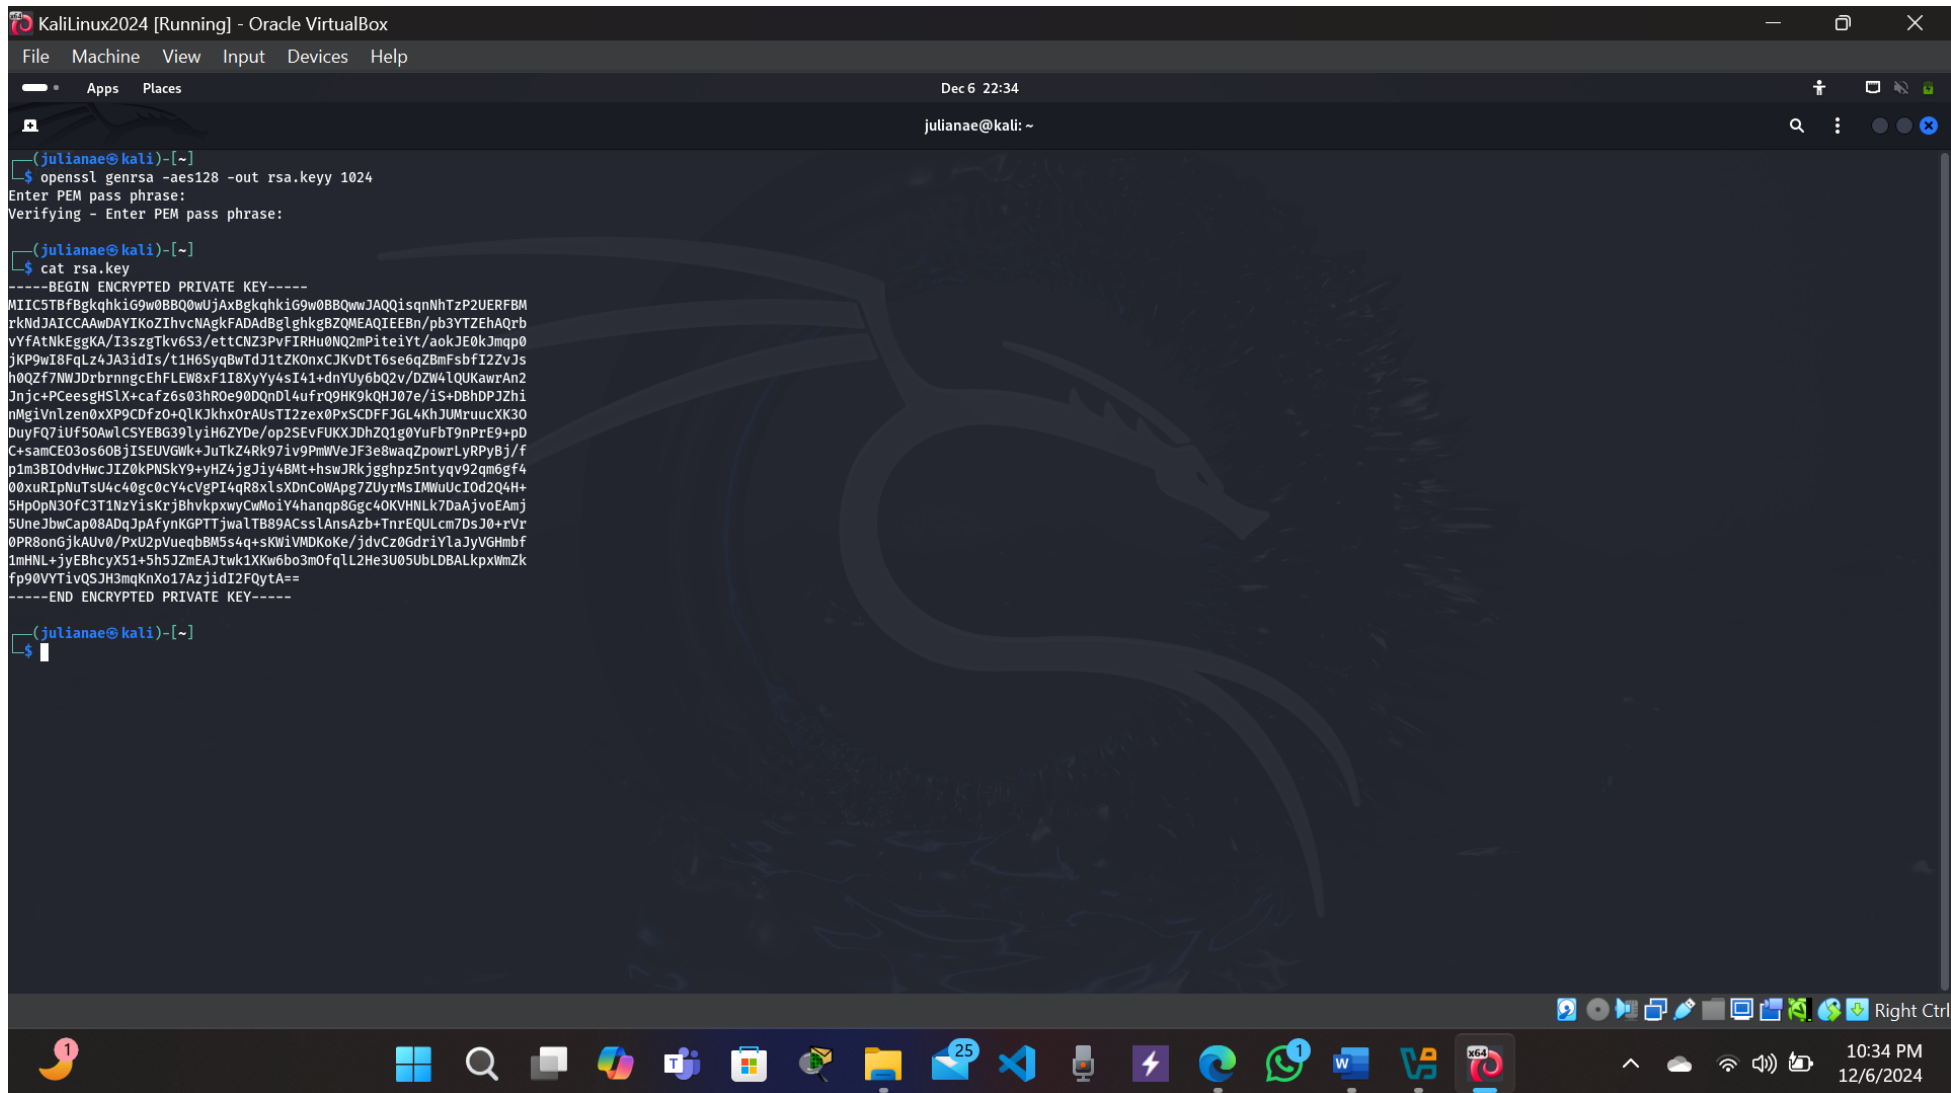 KaliLinux2024 [Running] - Oracle VirtualBox
File Machine View Input Devices Help
Apps Places Dec 6 22:34
julianae@kali: ~
(julianae㉿kali)-[~]
$ openssl genrsa -aes128 -out rsa.keyy 1024
Enter PEM pass phrase:
Verifying - Enter PEM pass phrase:
(julianae㉿kali)-[~]
$ cat rsa.key
-----BEGIN ENCRYPTED PRIVATE KEY-----
MIIC5TBfBgkqhkiG9w0BBQ0wUjAxBgkqhkiG9w0BBQwwJAQQisqnNhTzP2UERFBM
rkNdJAICCAAwDAYIKoZIhvcNAgkFADAdBglghkgBZQMEAQIEEBn/pb3YTZEhAQrb
vYfAtNkEggKA/I3szgTkv6S3/ettCNZ3PvFIRHu0NQ2mPiteiYt/aokJE0kJmqp0
jKP9wI8FqLz4JA3idIs/t1H6SyqBwTdJ1tZKOnxCJKvDtT6se6qZBmFsbfI2ZvJs
h0QZf7NWJDrbrnngcEhFLEW8xF1I8XyYy4sI41+dnYUy6bQ2v/DZW4lQUKawrAn2
Jnjc+PCeesgHSlX+cafz6s03hROe90DQnDl4ufrQ9HK9kQHJ07e/iS+DBhDPJZhi
nMgiVnlzen0xXP9CDfzO+QlKJkhxOrAUsTI2zex0PxSCDFFJGL4KhJUMruucXK3O
DuyFQ7iUf5OAwlCSYEBG39lyiH6ZYDe/op2SEvFUKXJDhZQ1g0YuFbT9nPrE9+pD
C+samCEO3os6OBjISEUVGWk+JuTkZ4Rk97iv9PmWVeJF3e8waqZpowrLyRPyBj/f
p1m3BIOdvHwcJIZ0kPNSkY9+yHZ4jgJiy4BMt+hswJRkjgghpz5ntyqv92qm6gf4
00xuRIpNuTsU4c40gc0cY4cVgPI4qR8xlsXDnCoWApg7ZUyrMsIMWuUcIOd2Q4H+
5HpOpN3OfC3T1NzYisKrjBhvkpxwyCwMoiY4hanqp8Ggc4OKVHNLk7DaAjvoEAmj
5UneJbwCap08ADqJpAfynKGPTTjwalTB89ACsslAnsAzb+TnrEQULcm7DsJ0+rVr
0PR8onGjkAUv0/PxU2pVueqbBM5s4q+sKWiVMDKoKe/jdvCz0GdriYlaJyVGHmbf
1mHNL+jyEBhcyX51+5h5JZmEAJtwk1XKw6bo3mOfqlL2He3U05UbLDBALkpxWmZk
fp90VYTivQSJH3mqKnXo17AzjidI2FQytA==
-----END ENCRYPTED PRIVATE KEY-----
(julianae㉿kali)-[~]
$
Right Ctrl
1
25
1
x64
10:34 PM
12/6/2024